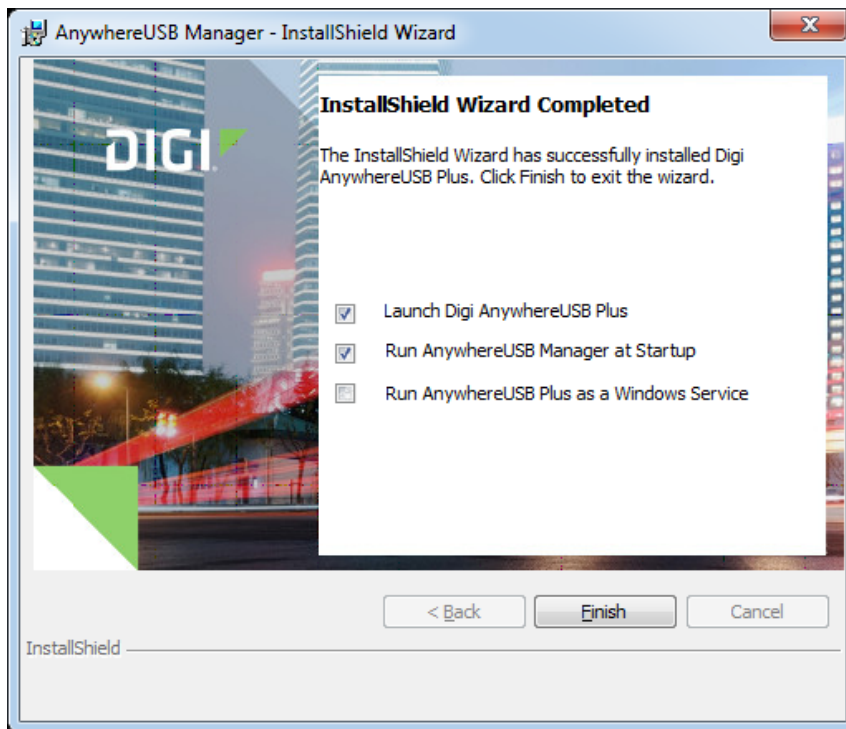 AnywhereUSB Manager - InstallShield Wizard
DIGI
InstallShield Wizard Completed
The InstallShield Wizard has successfully installed Digi
AnywhereUSB Plus. Click Finish to exit the wizard.
Launch Digi AnywhereUSB Plus
Run AnywhereUSB Manager at Startup
Run AnywhereUSB Plus as a Windows Service
< Back
Finish
Cancel
InstallShield